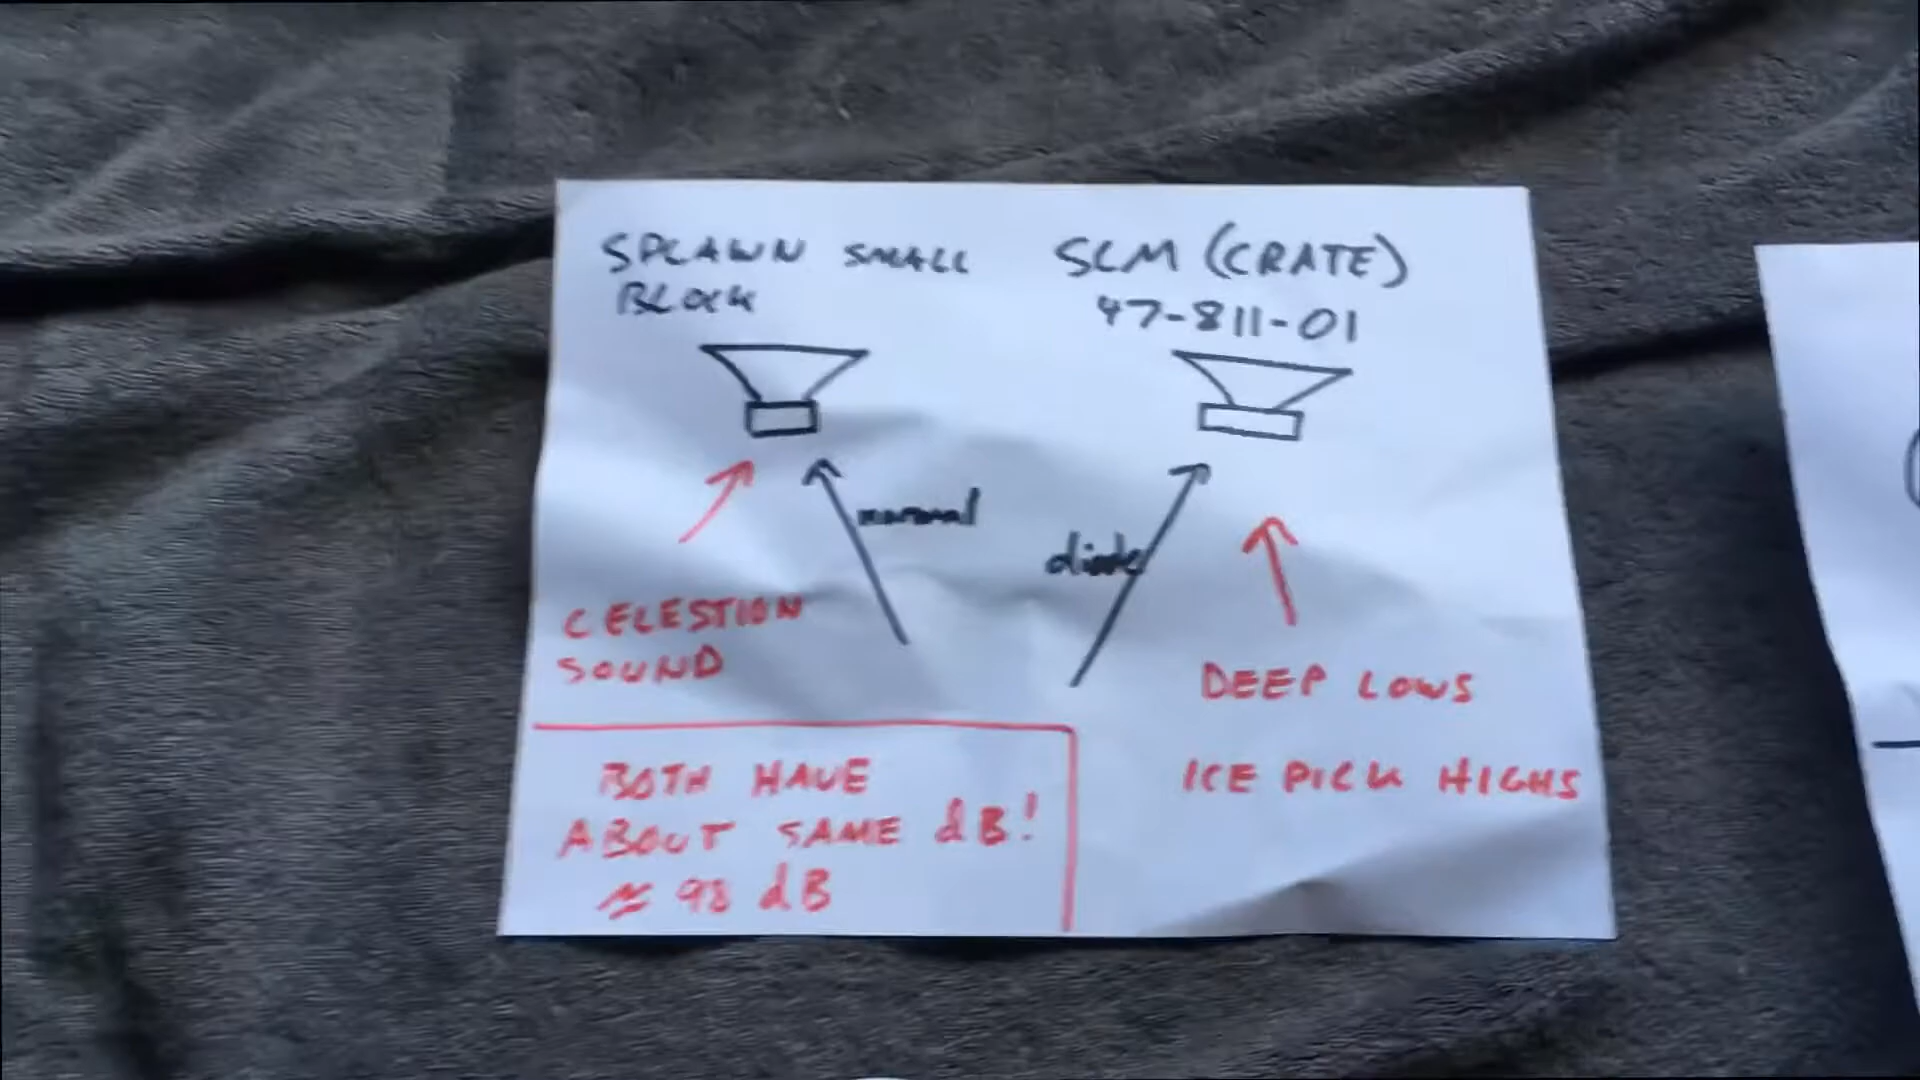 SPLAWN SMALL
BLOCK
SLM (CRATE)
47-811-01
normal
diode
CELESTION
SOUND
DEEP LOWS
ICE PICK HIGHS
BOTH HAVE
ABOUT SAME dB!
≈ 98 dB